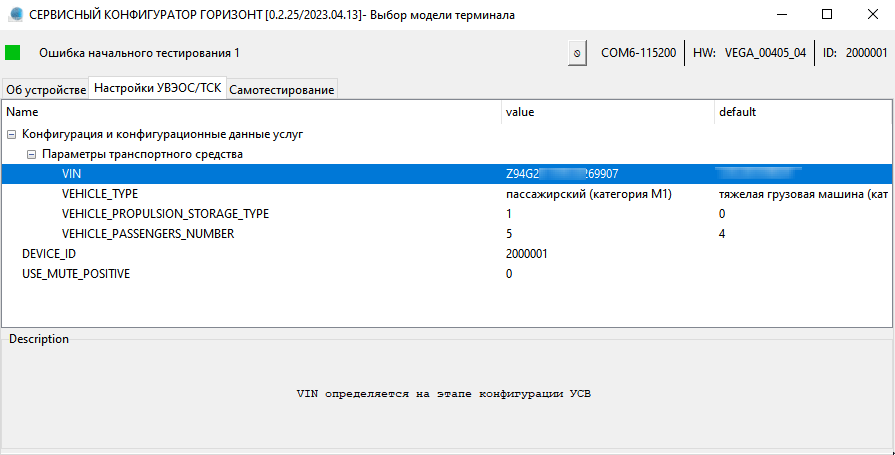 СЕРВИСНЫЙ КОНФИГУРАТОР ГОРИЗОНТ [0.2.25/2023.04.13]- Выбор модели терминала
Ошибка начального тестирования 1 COM6-115200 HW: VEGA_00405_04 ID: 2000001
Об устройстве Настройки УВЭОС/ТСК Самотестирование
Name value default
Конфигурация и конфигурационные данные услуг
Параметры транспортного средства
VIN Z94G2 269907
VEHICLE_TYPE пассажирский (категория M1) тяжелая грузовая машина (кат
VEHICLE_PROPULSION_STORAGE_TYPE 1 0
VEHICLE_PASSENGERS_NUMBER 5 4
DEVICE_ID 2000001
USE_MUTE_POSITIVE 0
Description
VIN определяется на этапе конфигурации УСВ